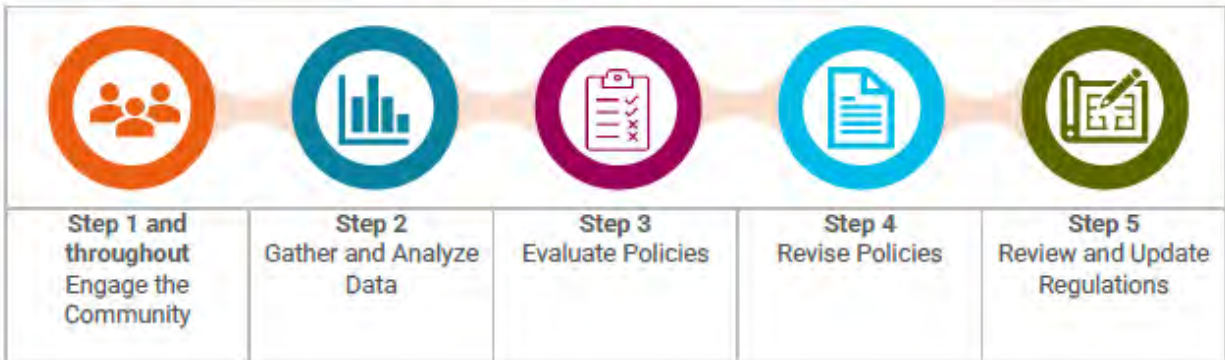 Step 1 and
throughout
Engage the
Community
Step 2
Gather and Analyze
Data
Step 3
Evaluate Policies
Step 4
Revise Policies
Step 5
Review and Update
Regulations